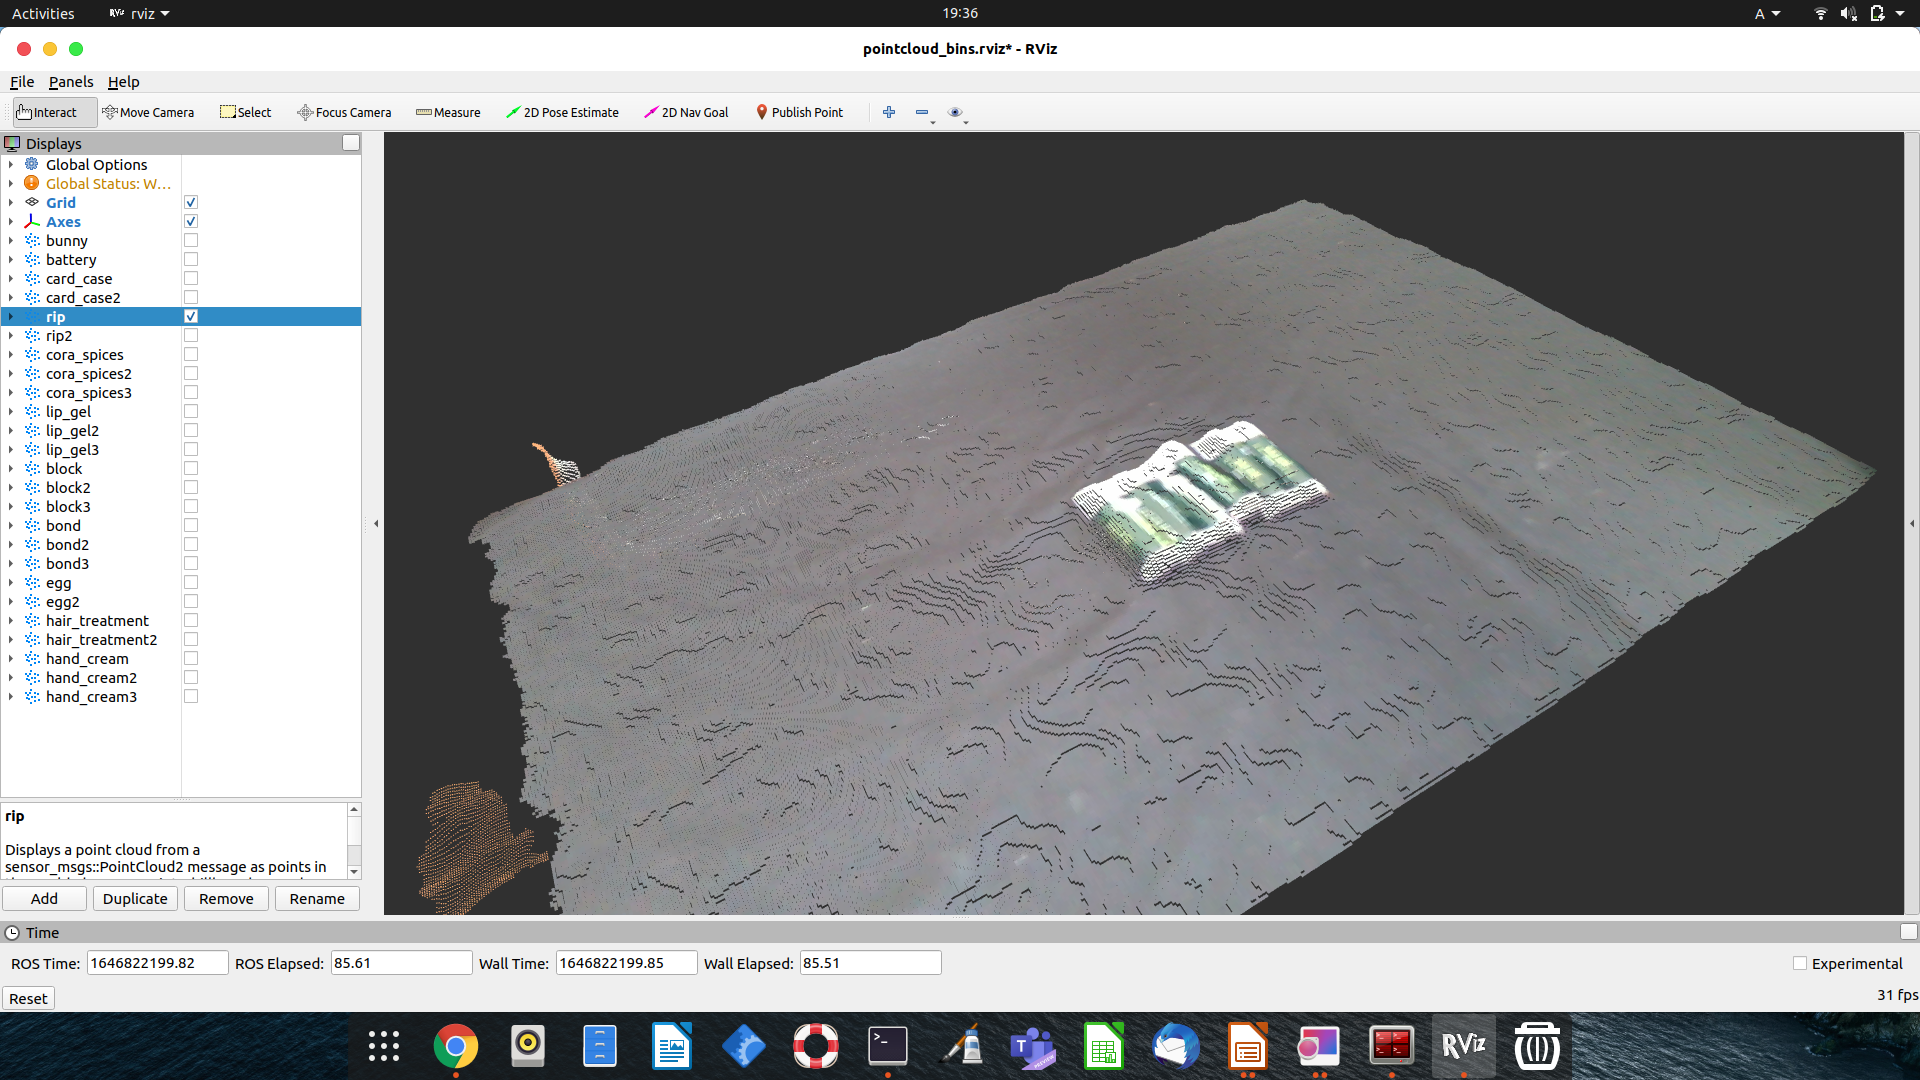 Activities
RViz
rviz
19:36
A
pointcloud_bins.rviz* - RViz
File
Panels
Help
Interact
Move Camera
Select
Focus Camera
Measure
2D Pose Estimate
2D Nav Goal
Publish Point
Displays
Global Options
Global Status: W...
Grid
Axes
bunny
battery
card_case
card_case2
rip
rip2
cora_spices
cora_spices2
cora_spices3
lip_gel
lip_gel2
lip_gel3
block
block2
block3
bond
bond2
bond3
egg
egg2
hair_treatment
hair_treatment2
hand_cream
hand_cream2
hand_cream3
rip
Displays a point cloud from a
sensor_msgs::PointCloud2 message as points in
Add
Duplicate
Remove
Rename
Time
ROS Time: 1646822199.82
ROS Elapsed: 85.61
Wall Time: 1646822199.85
Wall Elapsed: 85.51
Experimental
Reset
31 fps
>_
T
PREVIEW
RViz